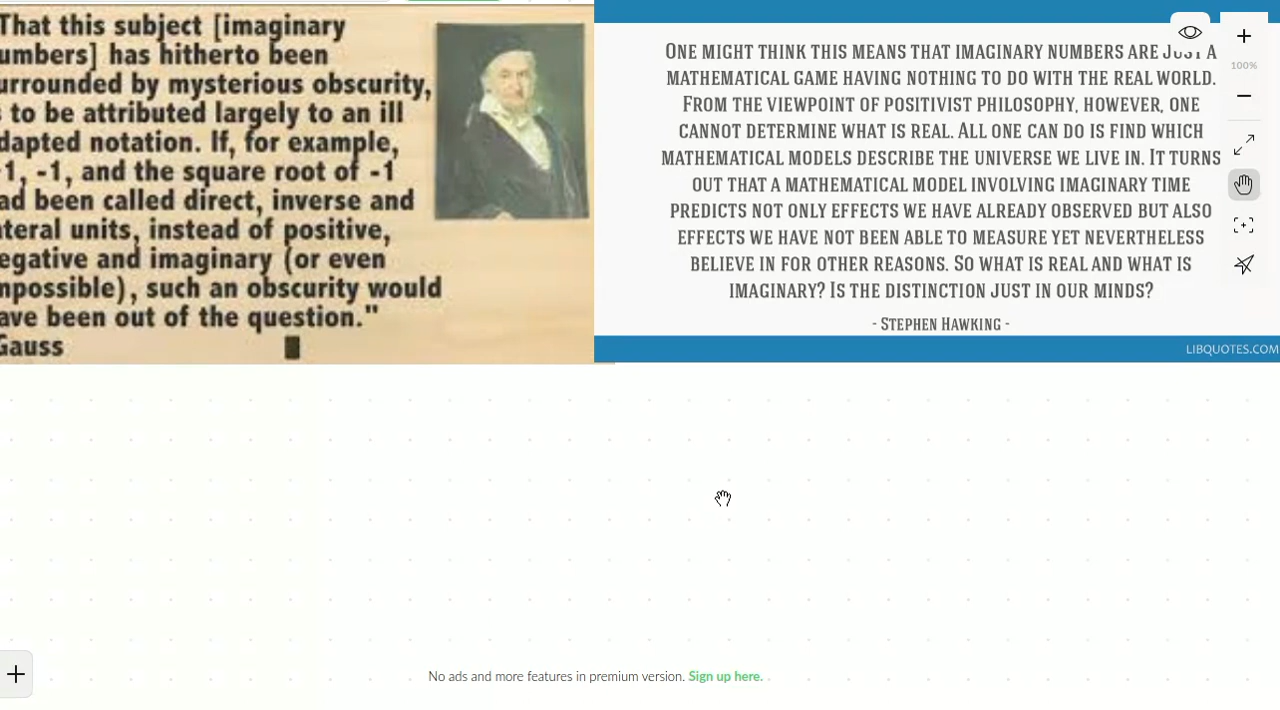 That this subject [imaginary
umbers] has hitherto been
urrounded by mysterious obscurity,
s to be attributed largely to an ill
dapted notation. If, for example,
+1, -1, and the square root of -1
ad been called direct, inverse and
ateral units, instead of positive,
egative and imaginary (or even
mpossible), such an obscurity would
ave been out of the question."
Gauss
One might think this means that imaginary numbers are just a
mathematical game having nothing to do with the real world.
From the viewpoint of positivist philosophy, however, one
cannot determine what is real. All one can do is find which
mathematical models describe the universe we live in. It turns
out that a mathematical model involving imaginary time
predicts not only effects we have already observed but also
effects we have not been able to measure yet nevertheless
believe in for other reasons. So what is real and what is
imaginary? Is the distinction just in our minds?
- Stephen Hawking -
LIBQUOTES.COM
100%
No ads and more features in premium version. Sign up here.